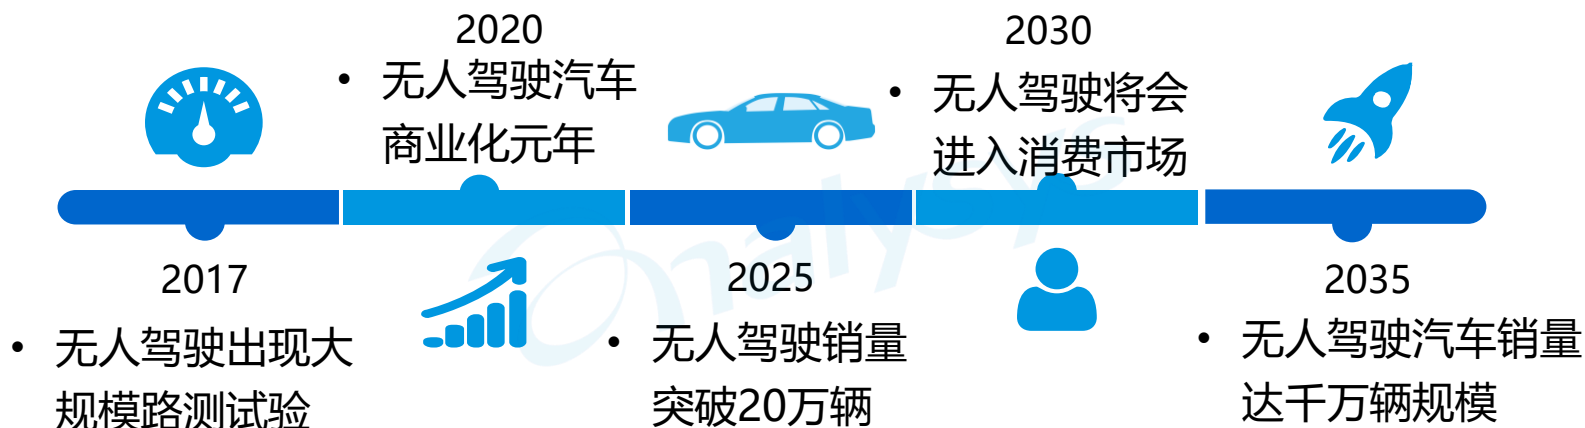 2020
• 无人驾驶汽车
商业化元年
2030
• 无人驾驶将会
进入消费市场
2017
• 无人驾驶出现大
规模路测试验
2025
• 无人驾驶销量
突破20万辆
2035
• 无人驾驶汽车销量
达千万辆规模
analysys